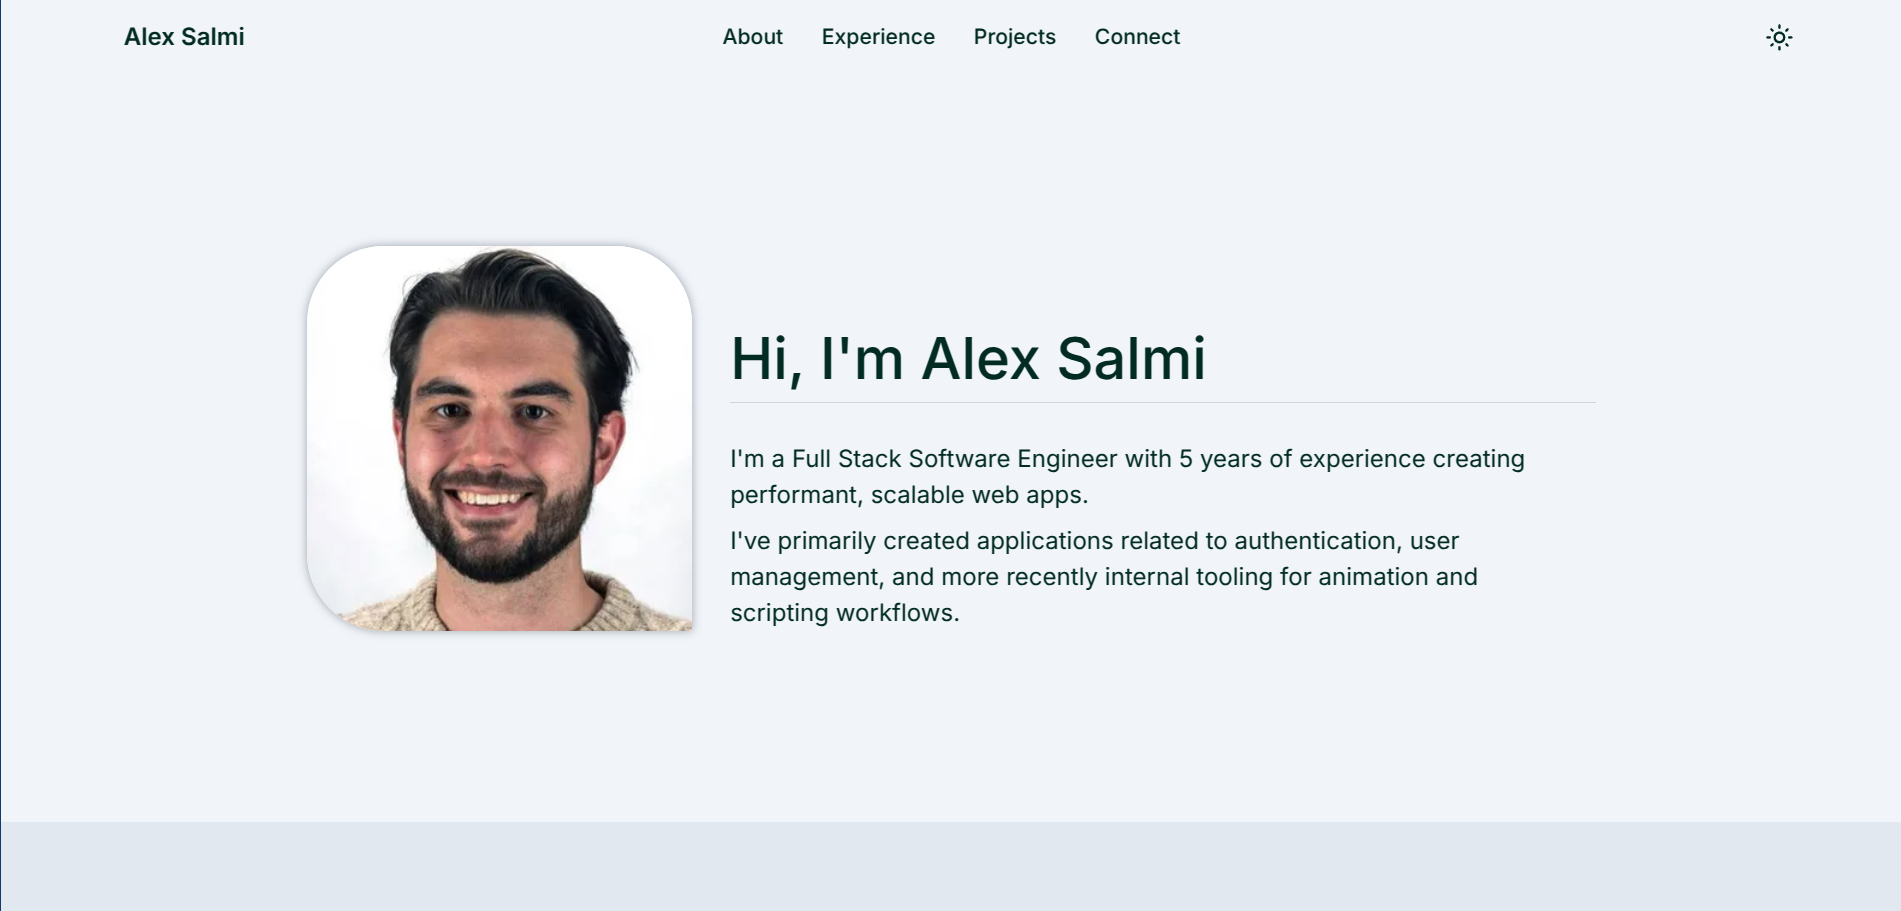 Alex Salmi
About Experience Projects Connect
Hi, I'm Alex Salmi
I'm a Full Stack Software Engineer with 5 years of experience creating
performant, scalable web apps.
I've primarily created applications related to authentication, user
management, and more recently internal tooling for animation and
scripting workflows.